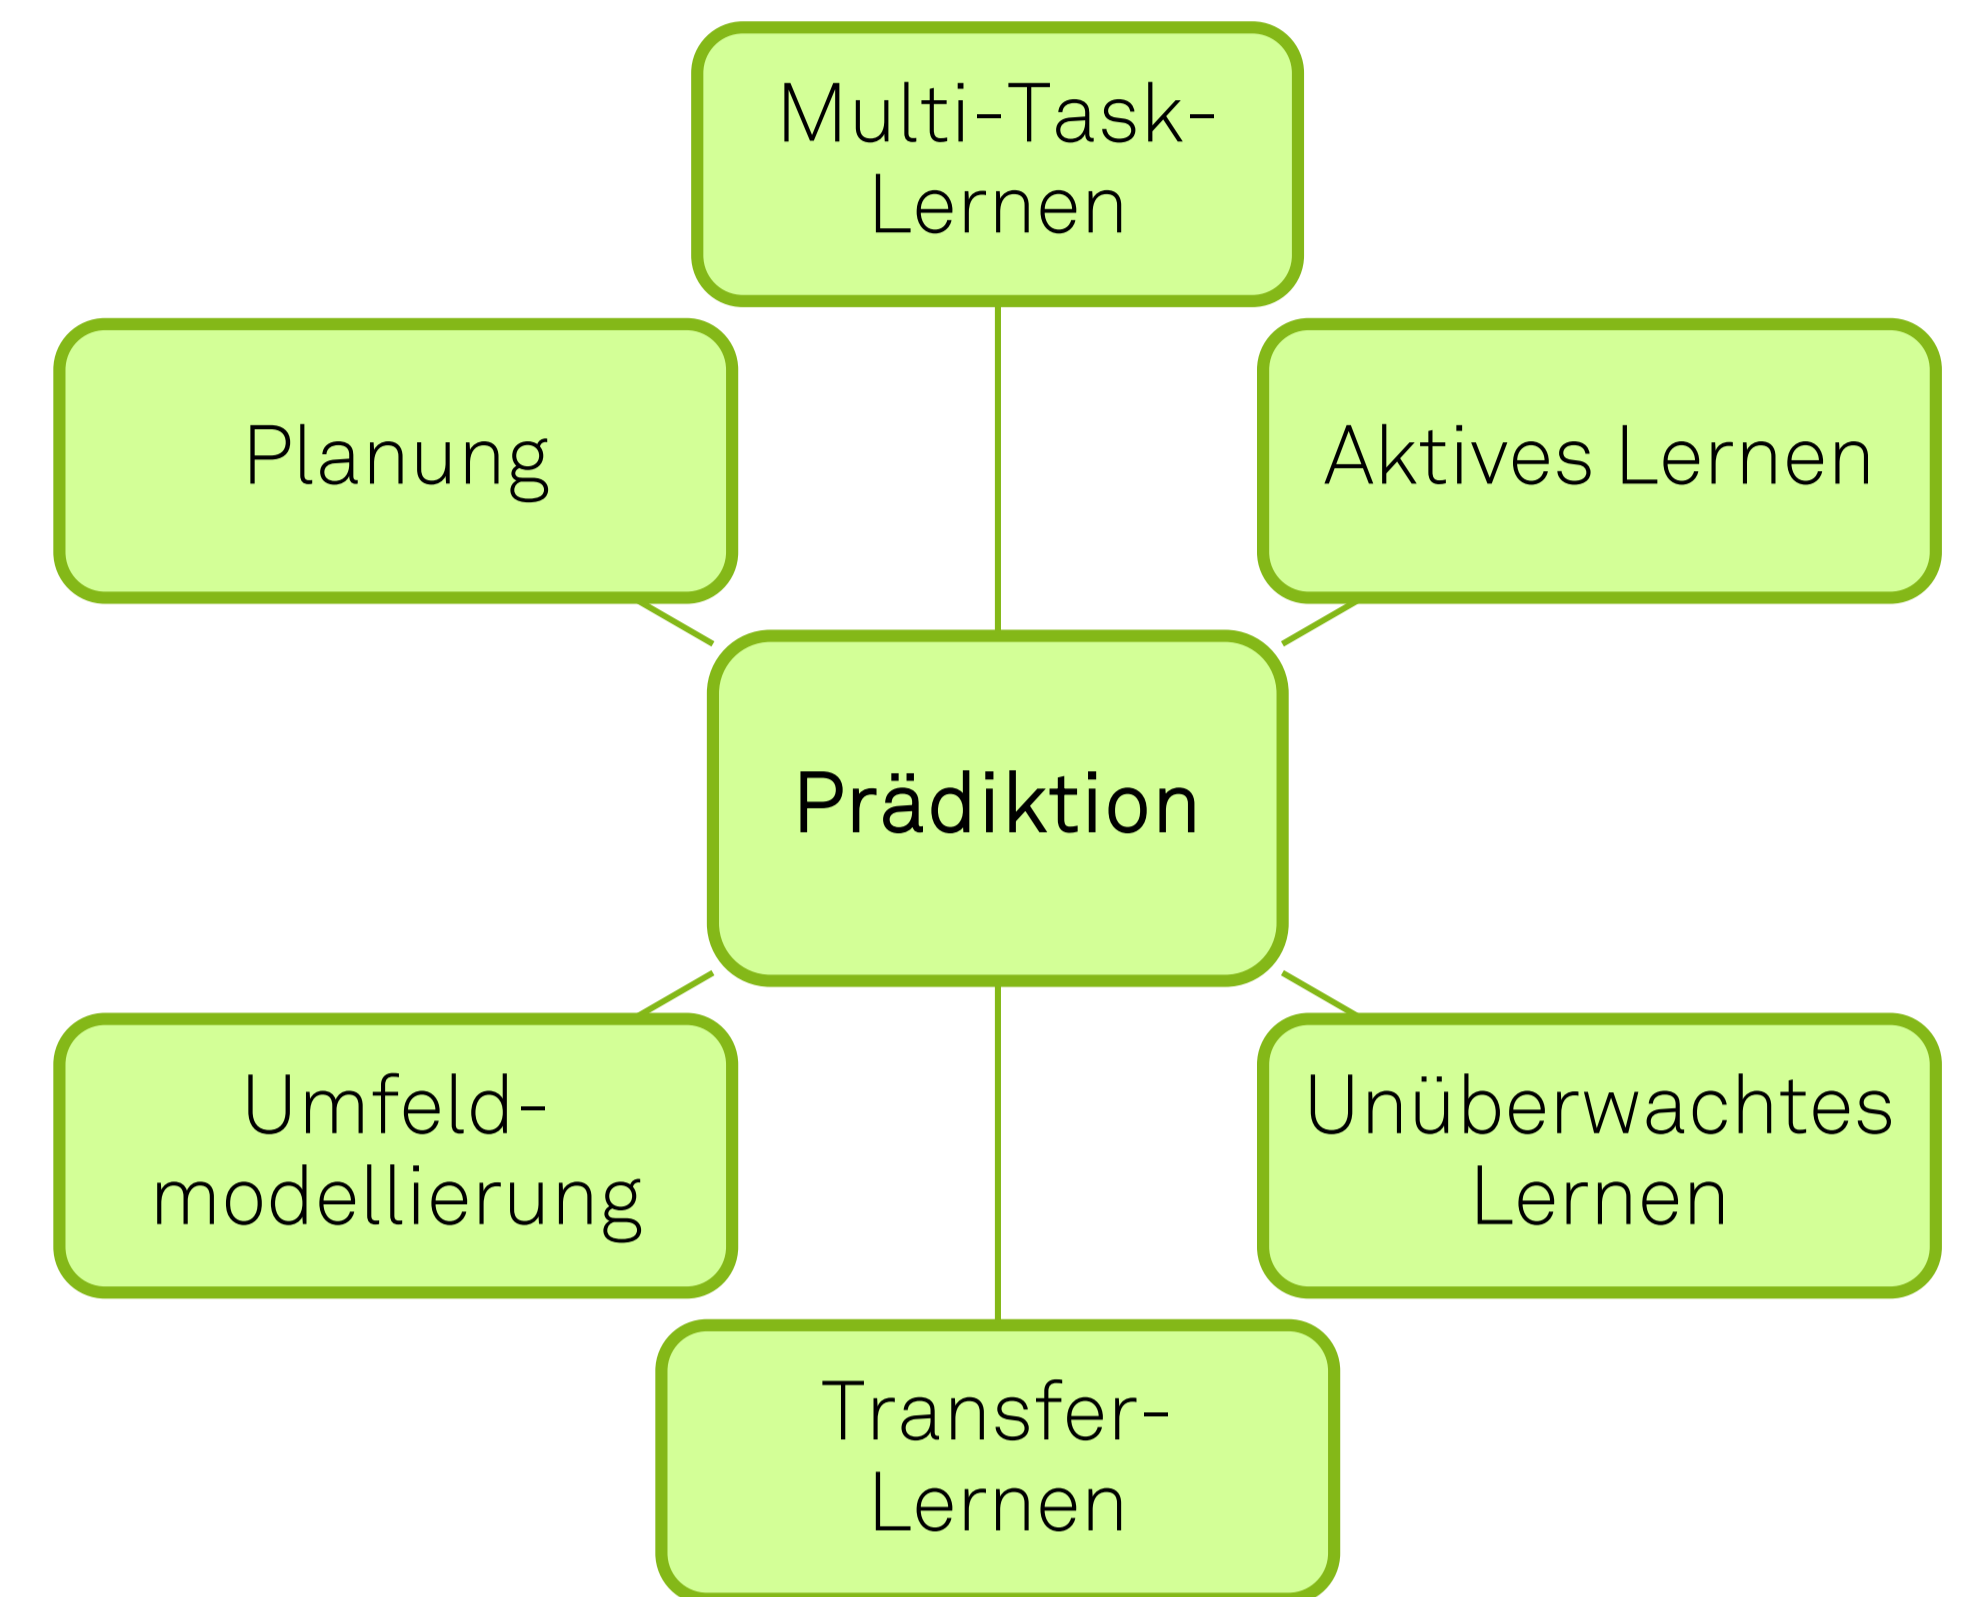 Multi-Task-
Lernen
Planung
Aktives Lernen
Prädiktion
Umfeld-
modellierung
Unüberwachtes
Lernen
Transfer-
Lernen